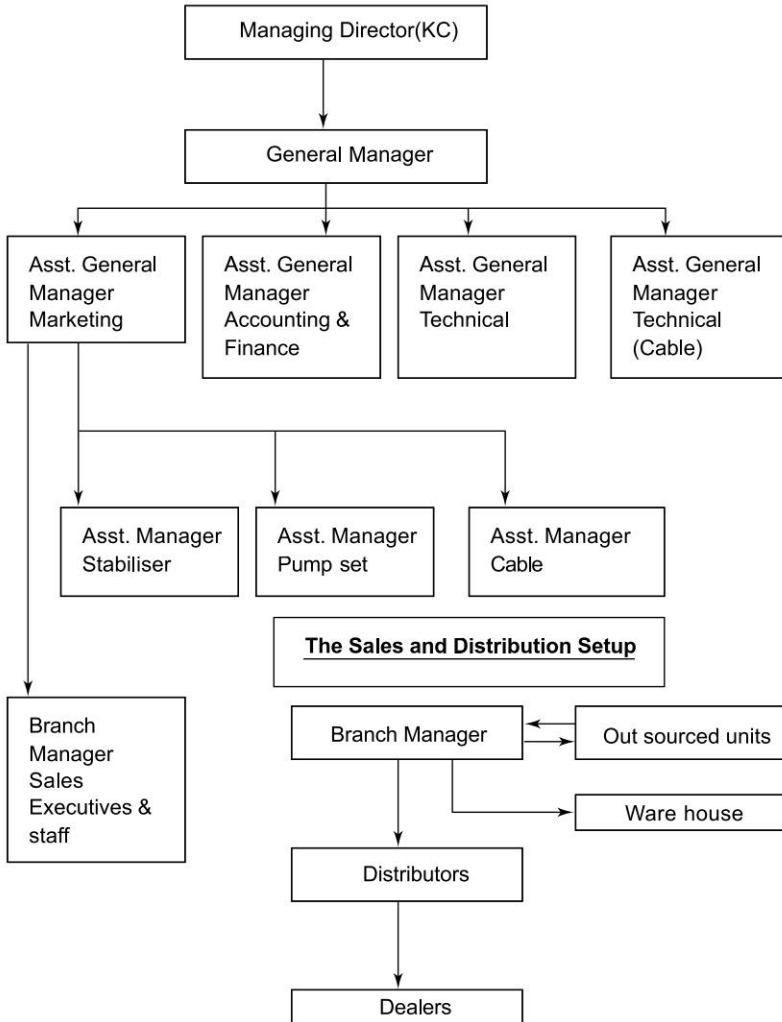 Managing Director(KC)
General Manager
Asst. General
Manager
Marketing
Asst. General
Manager
Accounting &
Finance
Asst. General
Manager
Technical
Asst. General
Manager
Technical
(Cable)
Asst. Manager
Stabiliser
Asst. Manager
Pump set
Asst. Manager
Cable
The Sales and Distribution Setup
Branch
Manager
Sales
Executives &
staff
Branch Manager
Out sourced units
Ware house
Distributors
Dealers